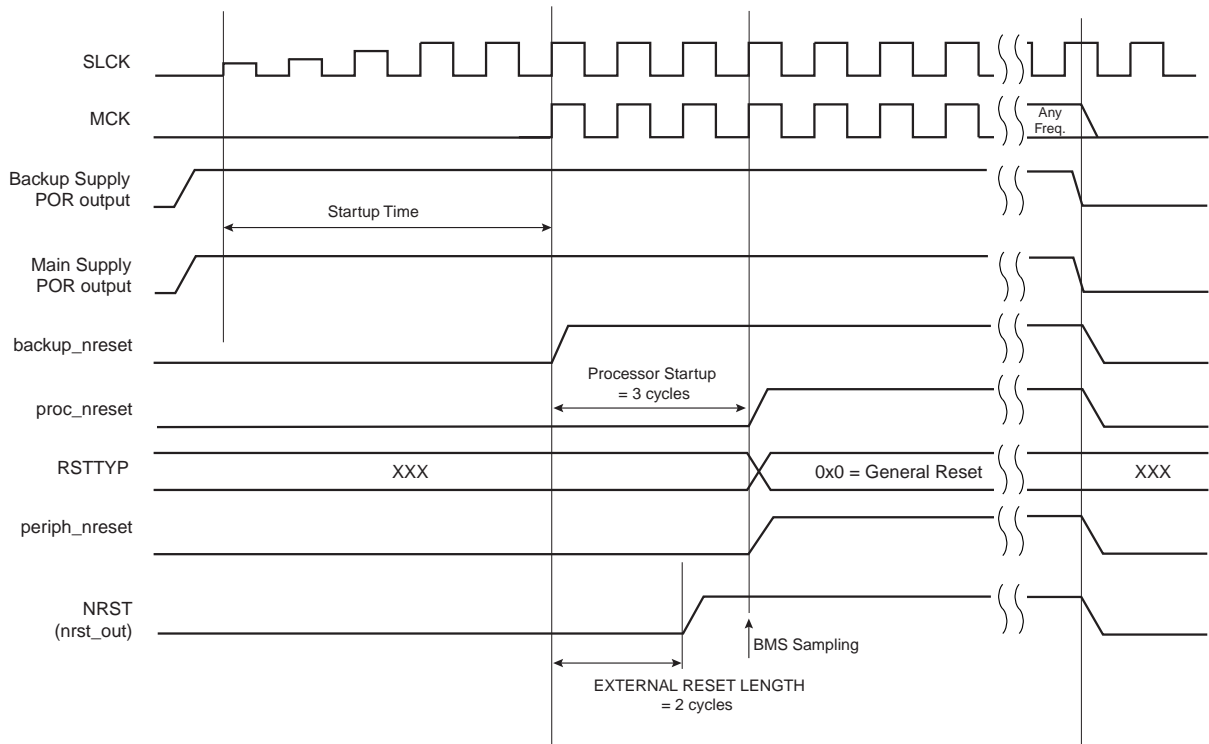 SLCK
MCK
Any
Freq.
Backup Supply
POR output
Startup Time
Main Supply
POR output
backup_nreset
Processor Startup
= 3 cycles
proc_nreset
RSTTYP
XXX
0x0 = General Reset
XXX
periph_nreset
NRST
(nrst_out)
BMS Sampling
EXTERNAL RESET LENGTH
= 2 cycles